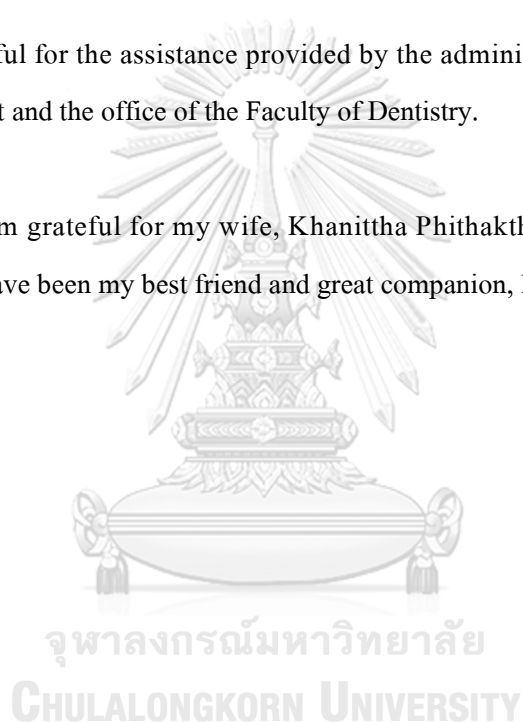 ful for the assistance provided by the admini
t and the office of the Faculty of Dentistry.
m grateful for my wife, Khanittha Phithakth
ave been my best friend and great companion,
จุฬาลงกรณ์มหาวิทยาลัย
CHULALONGKORN UNIVERSITY